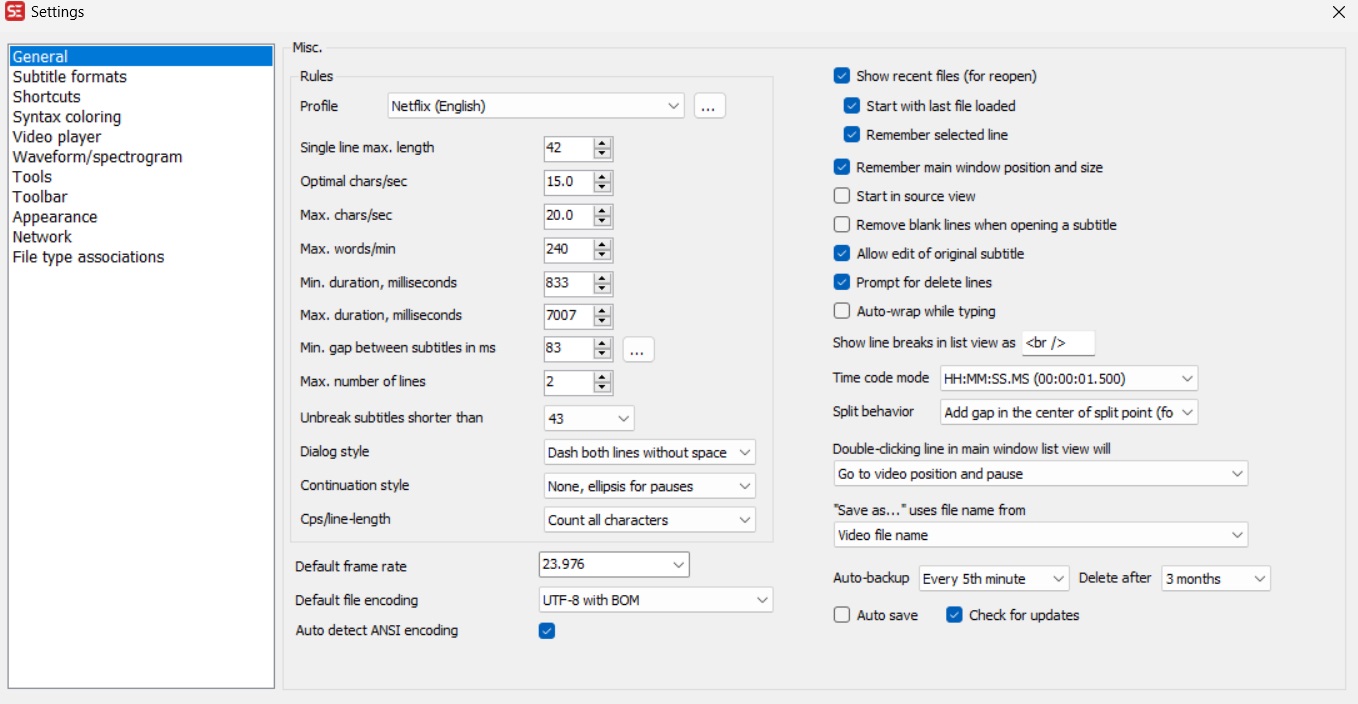 SE Settings
General
Subtitle formats
Shortcuts
Syntax coloring
Video player
Waveform/spectrogram
Tools
Toolbar
Appearance
Network
File type associations
Misc.
Rules
Profile Netflix (English) ...
Single line max. length 42
Optimal chars/sec 15.0
Max. chars/sec 20.0
Max. words/min 240
Min. duration, milliseconds 833
Max. duration, milliseconds 7007
Min. gap between subtitles in ms 83 ...
Max. number of lines 2
Unbreak subtitles shorter than 43
Dialog style Dash both lines without space
Continuation style None, ellipsis for pauses
Cps/line-length Count all characters
Default frame rate 23.976
Default file encoding UTF-8 with BOM
Auto detect ANSI encoding
Show recent files (for reopen)
Start with last file loaded
Remember selected line
Remember main window position and size
Start in source view
Remove blank lines when opening a subtitle
Allow edit of original subtitle
Prompt for delete lines
Auto-wrap while typing
Show line breaks in list view as <br />
Time code mode HH:MM:SS.MS (00:00:01.500)
Split behavior Add gap in the center of split point (fo
Double-clicking line in main window list view will
Go to video position and pause
"Save as..." uses file name from
Video file name
Auto-backup Every 5th minute Delete after 3 months
Auto save Check for updates